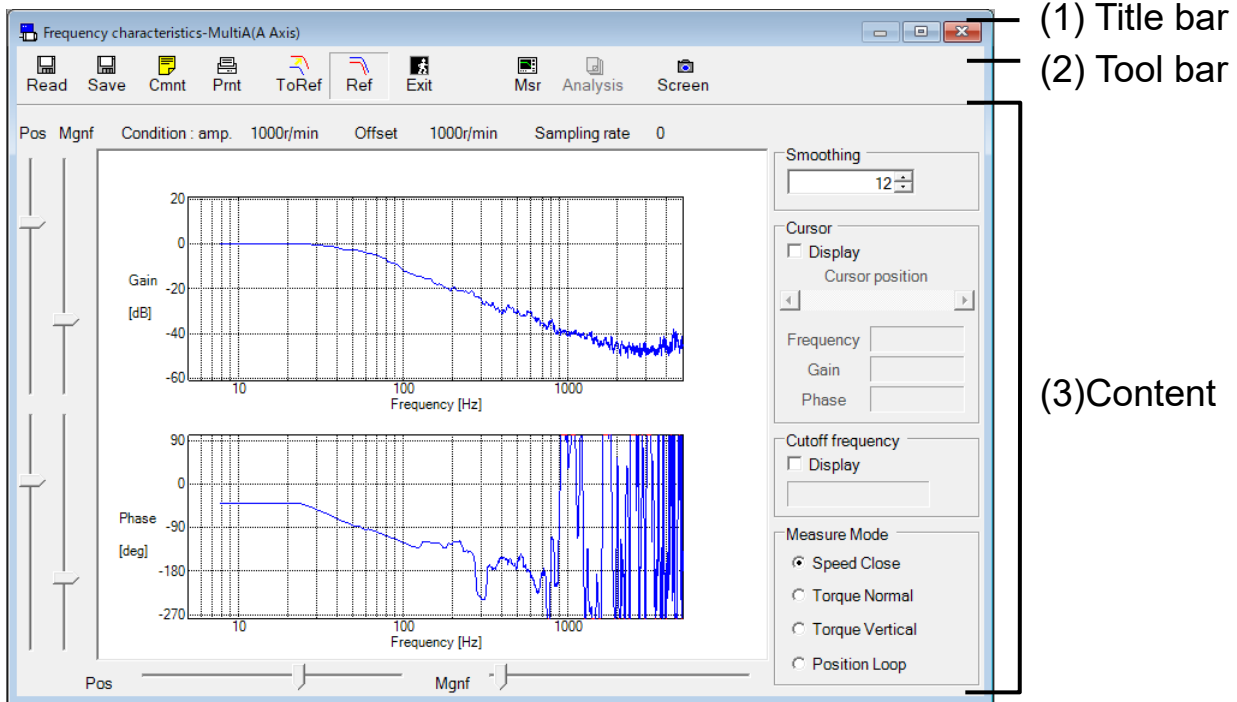 Frequency characteristics-MultiA(A Axis)
(1) Title bar
Read Save Cmnt Prnt ToRef Ref Exit Msr Analysis Screen
(2) Tool bar
Pos Mgnf Condition : amp. 1000r/min Offset 1000r/min Sampling rate 0
Smoothing
12
Cursor
Display
Cursor position
Frequency
Gain
Phase
(3)Content
Cutoff frequency
Display
Measure Mode
Speed Close
Torque Normal
Torque Vertical
Position Loop
20
0
Gain
-20
[dB]
-40
-60
10 100 1000
Frequency [Hz]
90
0
Phase
-90
[deg]
-180
-270
10 100 1000
Frequency [Hz]
Pos Mgnf